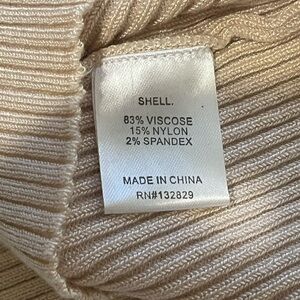 SHELL.
83% VISCOSE
15% NYLON
2% SPANDEX
MADE IN CHINA
RN#132829